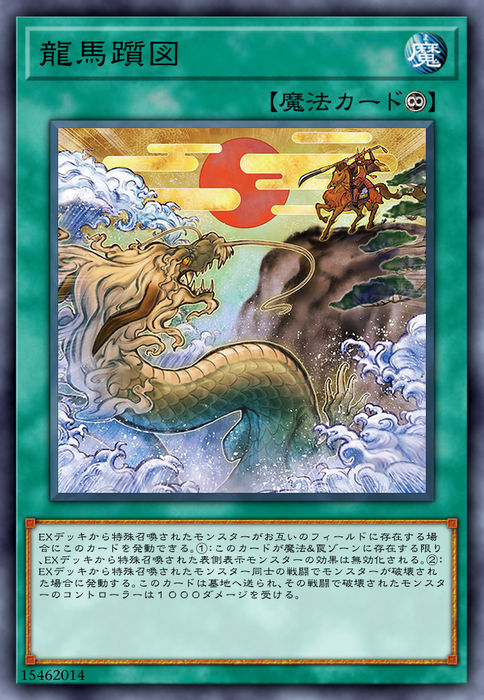 龍馬躓図
魔
【魔法カード♾】
EXデッキから特殊召喚されたモンスターがお互いのフィールドに存在する場
合にこのカードを発動できる。①:このカードが魔法&罠ゾーンに存在する限り
、EXデッキから特殊召喚された表側表示モンスターの効果は無効化される。②:
EXデッキから特殊召喚されたモンスター同士の戦闘でモンスターが破壊され
た場合に発動する。このカードは墓地へ送られ、その戦闘で破壊されたモンスタ
ーのコントローラーは1000ダメージを受ける。
15462014